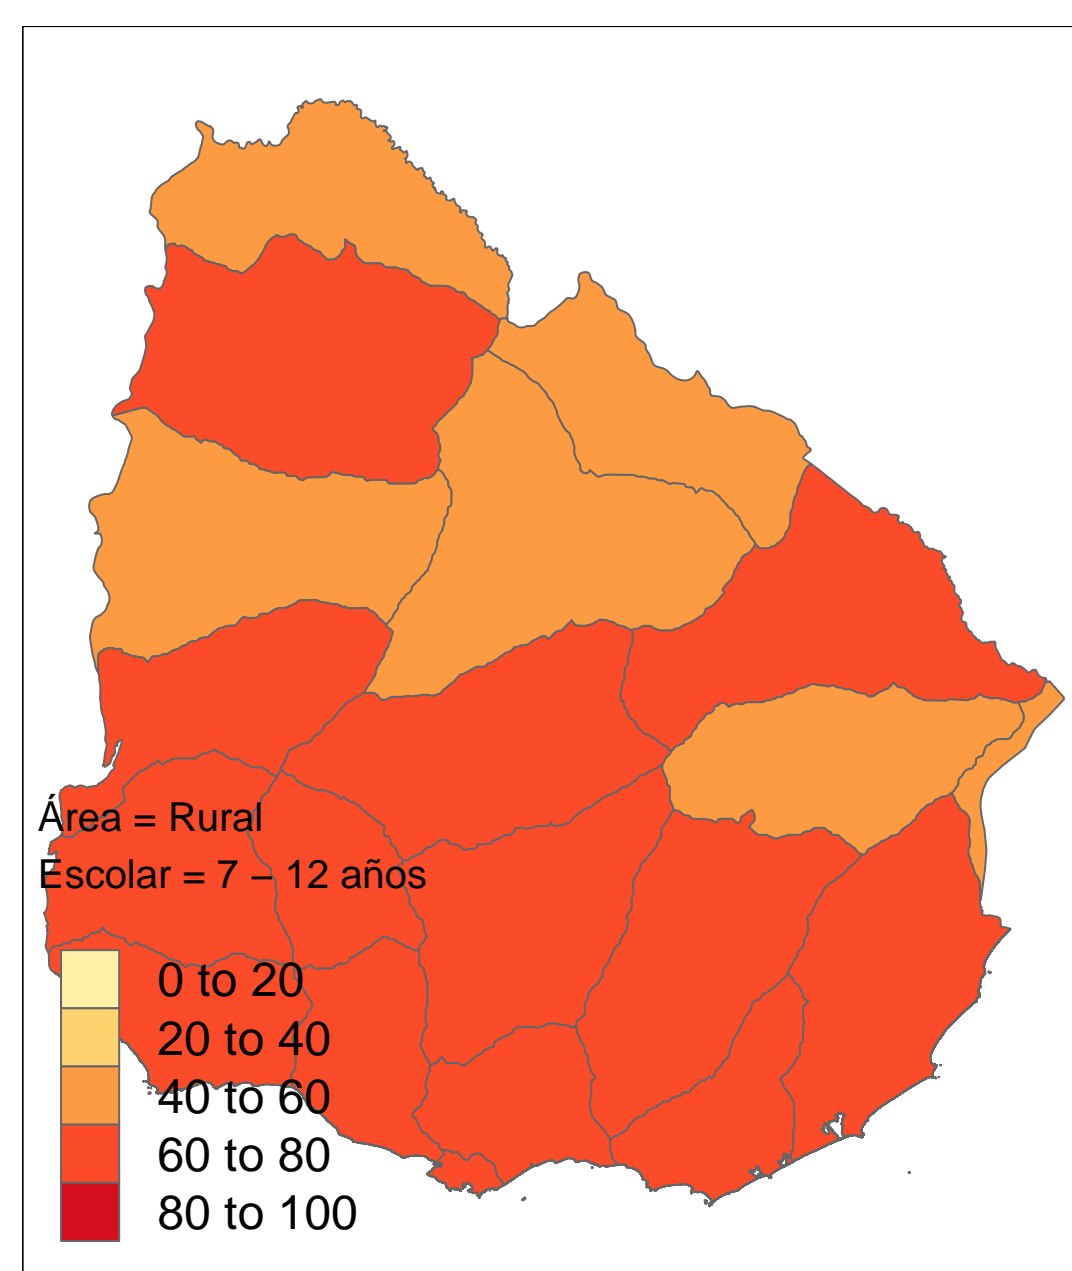 Área = Rural
Escolar = 7 – 12 años
0 to 20
20 to 40
40 to 60
60 to 80
80 to 100